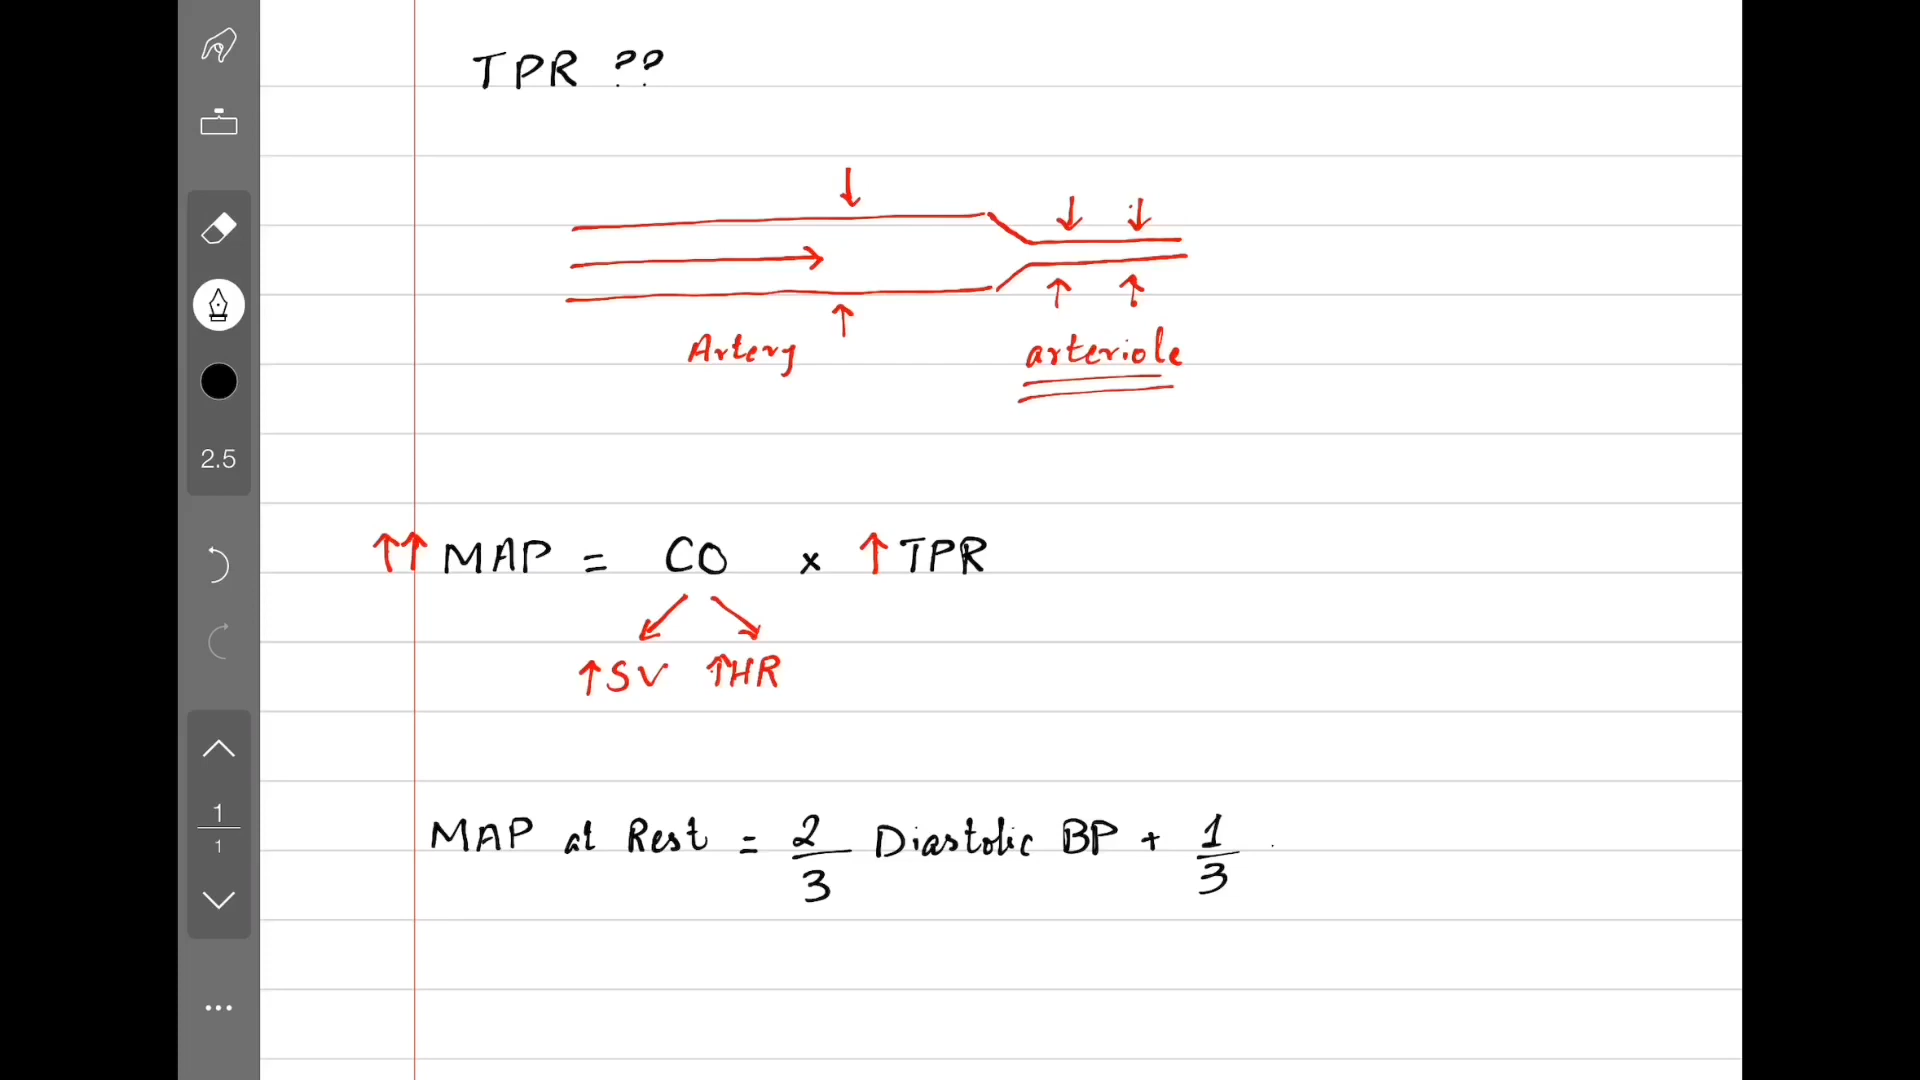 TPR ??
Artery arteriole
2.5
↑↑ MAP = CO × ↑ TPR
↑SV ↑HR
1
1
MAP at Rest = 2/3 Diastolic BP + 1/3